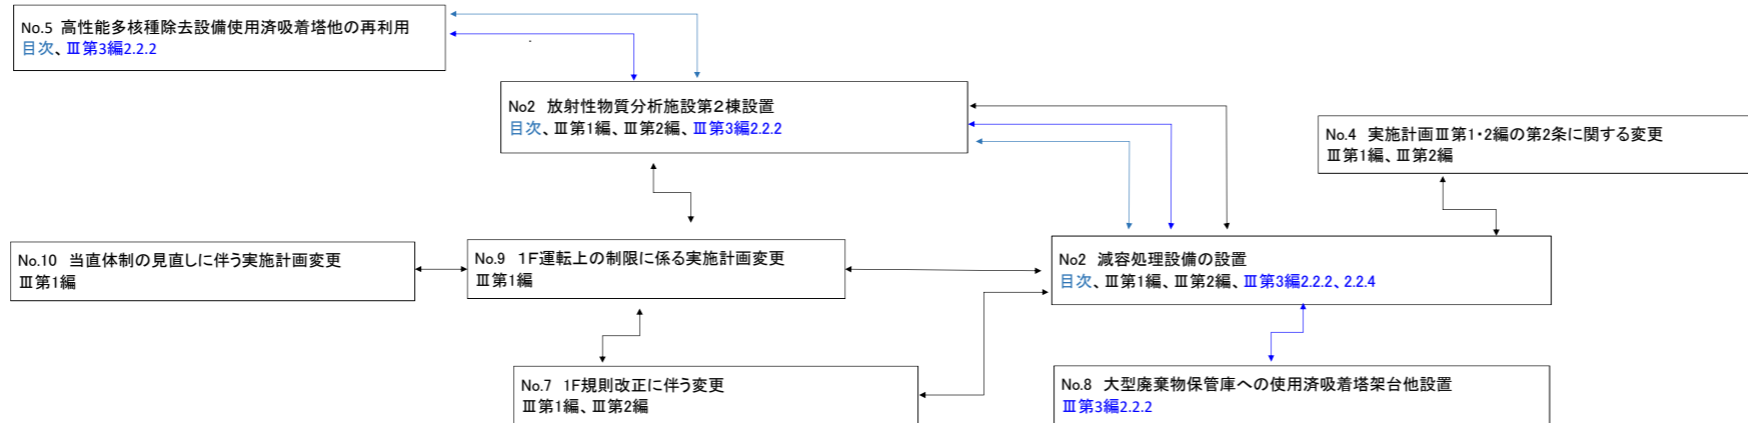 No.5 高性能多核種除去設備使用済吸着塔他の再利用
目次、Ⅲ第3編2.2.2
No2 放射性物質分析施設第2棟設置
目次、Ⅲ第1編、Ⅲ第2編、Ⅲ第3編2.2.2
No.4 実施計画Ⅲ第1・2編の第2条に関する変更
Ⅲ第1編、Ⅲ第2編
No.10 当直体制の見直しに伴う実施計画変更
Ⅲ第1編
No.9 1F運転上の制限に係る実施計画変更
Ⅲ第1編
No2 減容処理設備の設置
目次、Ⅲ第1編、Ⅲ第2編、Ⅲ第3編2.2.2、2.2.4
No.7 1F規則改正に伴う変更
Ⅲ第1編、Ⅲ第2編
No.8 大型廃棄物保管庫への使用済吸着塔架台他設置
Ⅲ第3編2.2.2